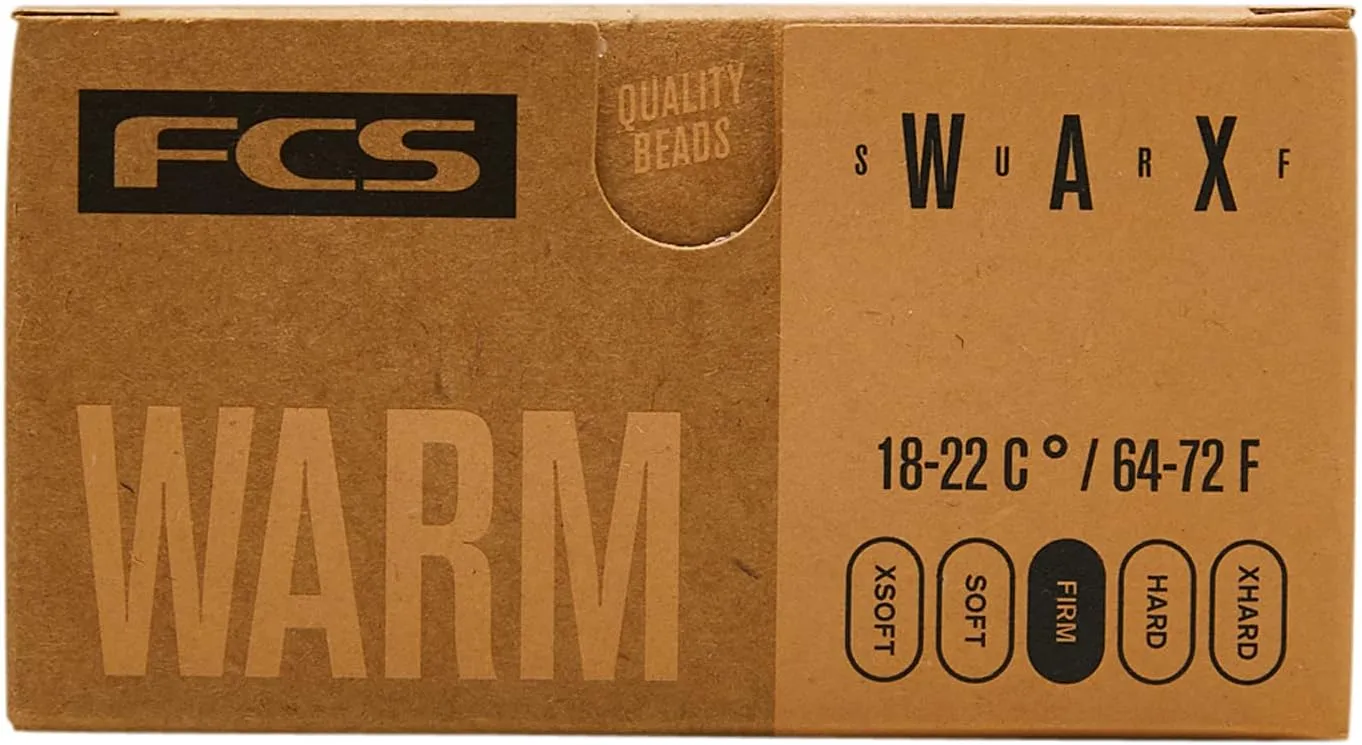 FCS
QUALITY
BEADS
S W U A R X F
WARM
18-22 C ° / 64-72 F
XSOFT
SOFT
FIRM
HARD
XHARD